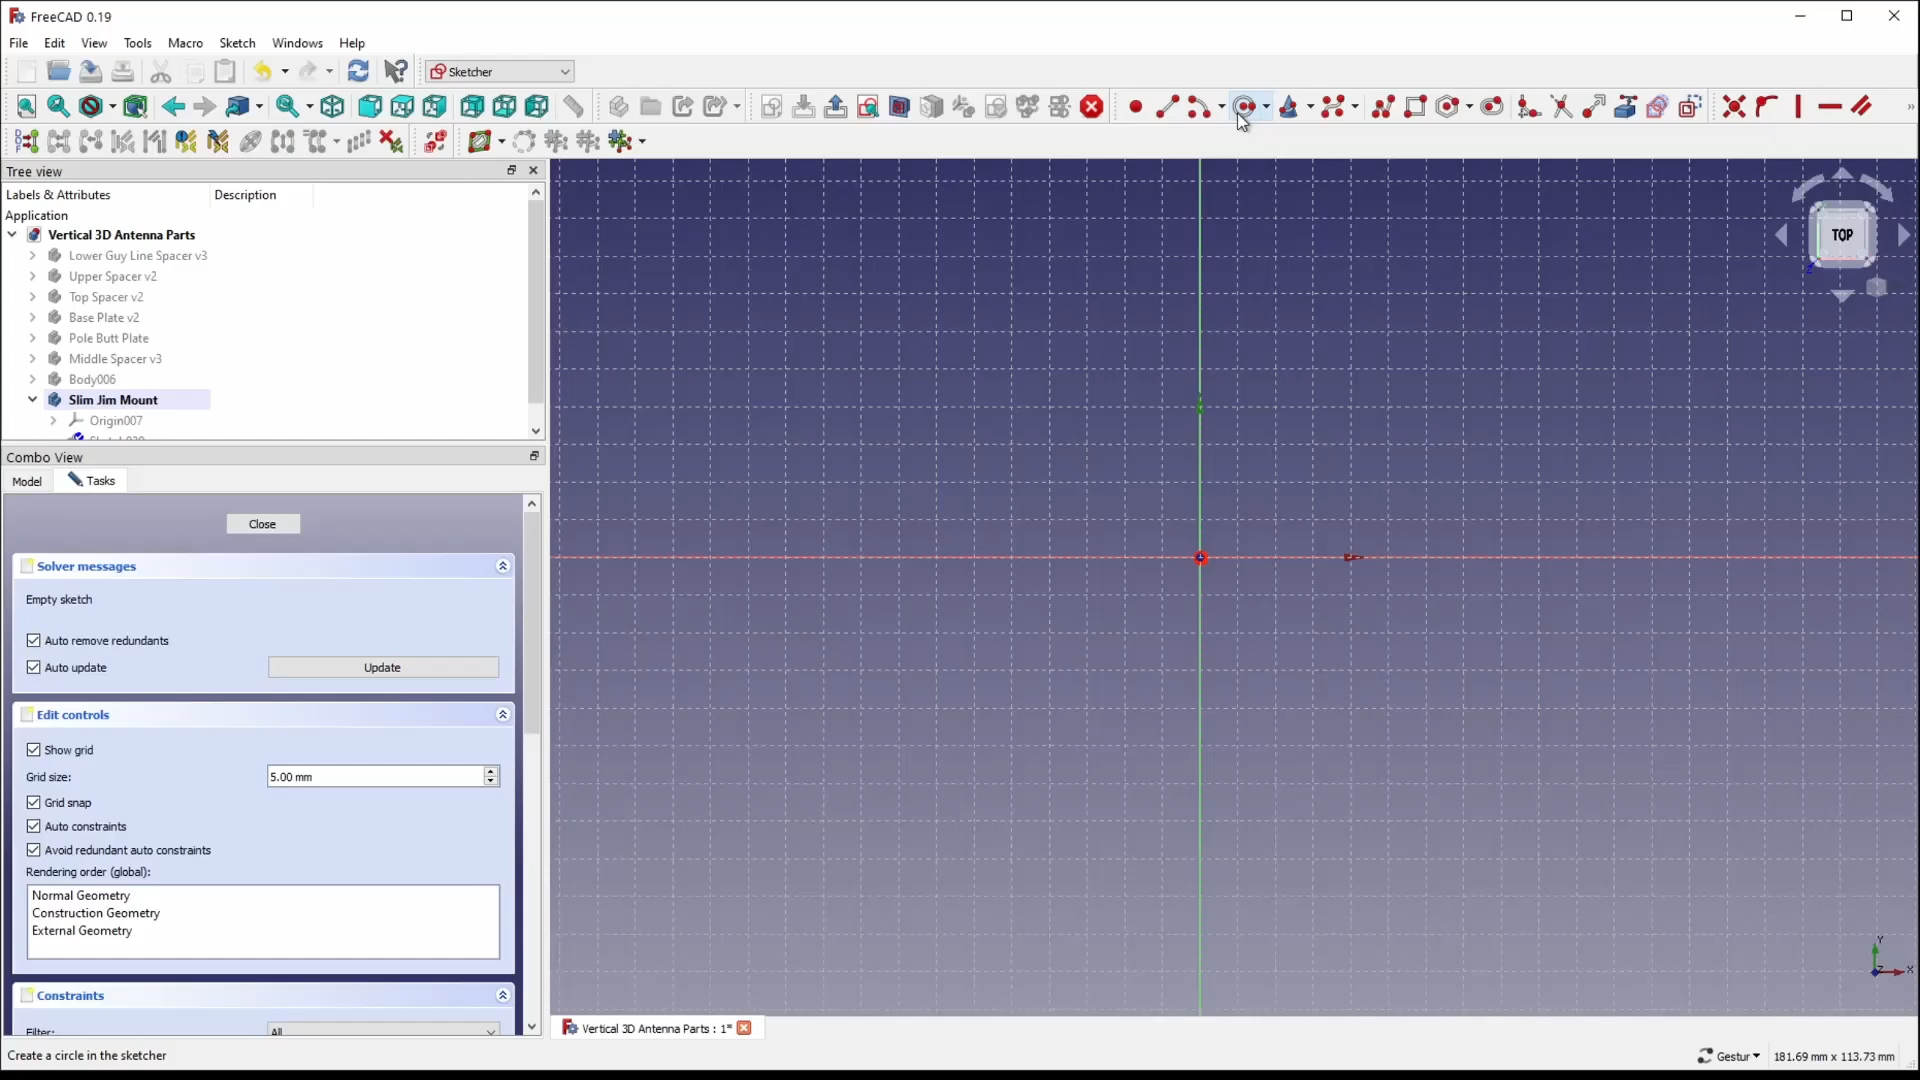 FreeCAD 0.19
File Edit View Tools Macro Sketch Windows Help
Sketcher
Tree view
Labels & Attributes Description
Application
Vertical 3D Antenna Parts
Lower Guy Line Spacer v3
Upper Spacer v2
Top Spacer v2
Base Plate v2
Pole Butt Plate
Middle Spacer v3
Body006
Slim Jim Mount
Origin007
Combo View
Model Tasks
Close
Solver messages
Empty sketch
Auto remove redundants
Auto update Update
Edit controls
Show grid
Grid size: 5.00 mm
Grid snap
Auto constraints
Avoid redundant auto constraints
Rendering order (global):
Normal Geometry
Construction Geometry
External Geometry
Constraints
Filter: All
TOP
Z
Y
Z X
Vertical 3D Antenna Parts : 1*
Create a circle in the sketcher
Gestur 181.69 mm x 113.73 mm